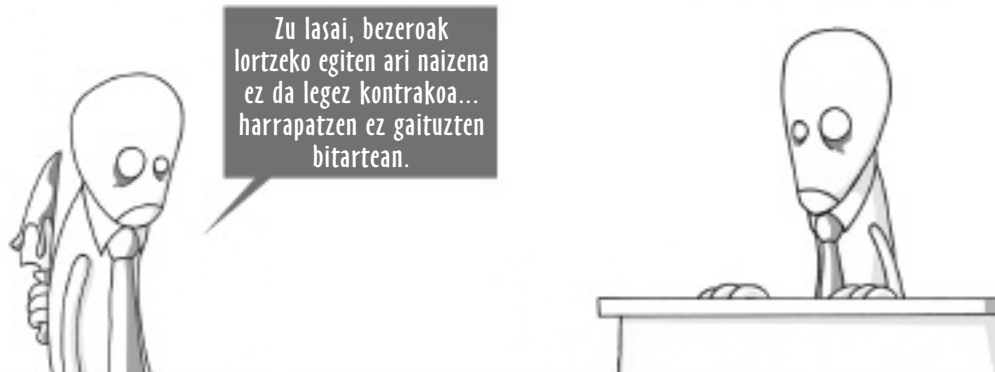 Zu lasai, bezeroak
lortzeko egiten ari naizena
ez da legez kontrakoa...
harrapatzen ez gaituzten
bitartean.